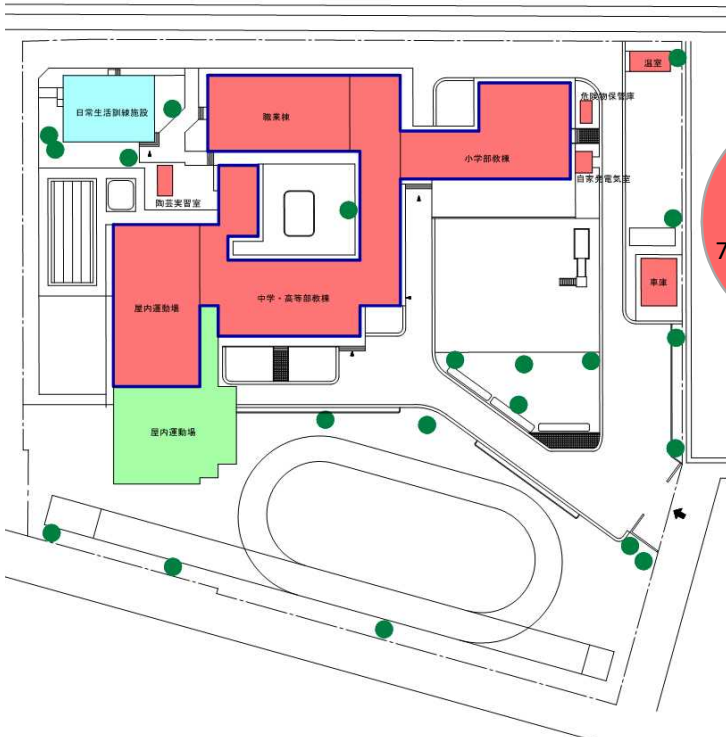 温室
日常生活訓練施設
職業棟
危険物保管庫
小学部教棟
自家発電気室
陶芸実習室
7
車庫
中学・高等部教棟
屋内運動場
屋内運動場